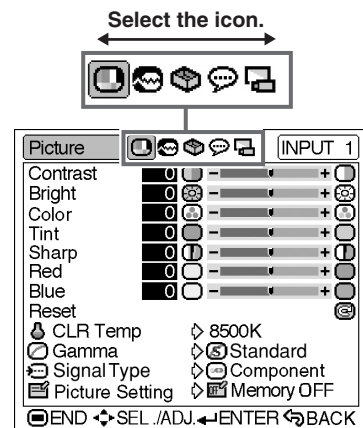 Select the icon.
Picture INPUT 1
Contrast 0 - +
Bright 0 - +
Color 0 - +
Tint 0 - +
Sharp 0 - +
Red 0 - +
Blue 0 - +
Reset
CLR Temp 8500K
Gamma Standard
Signal Type Component
Picture Setting Memory OFF
END SEL./ADJ. ENTER BACK